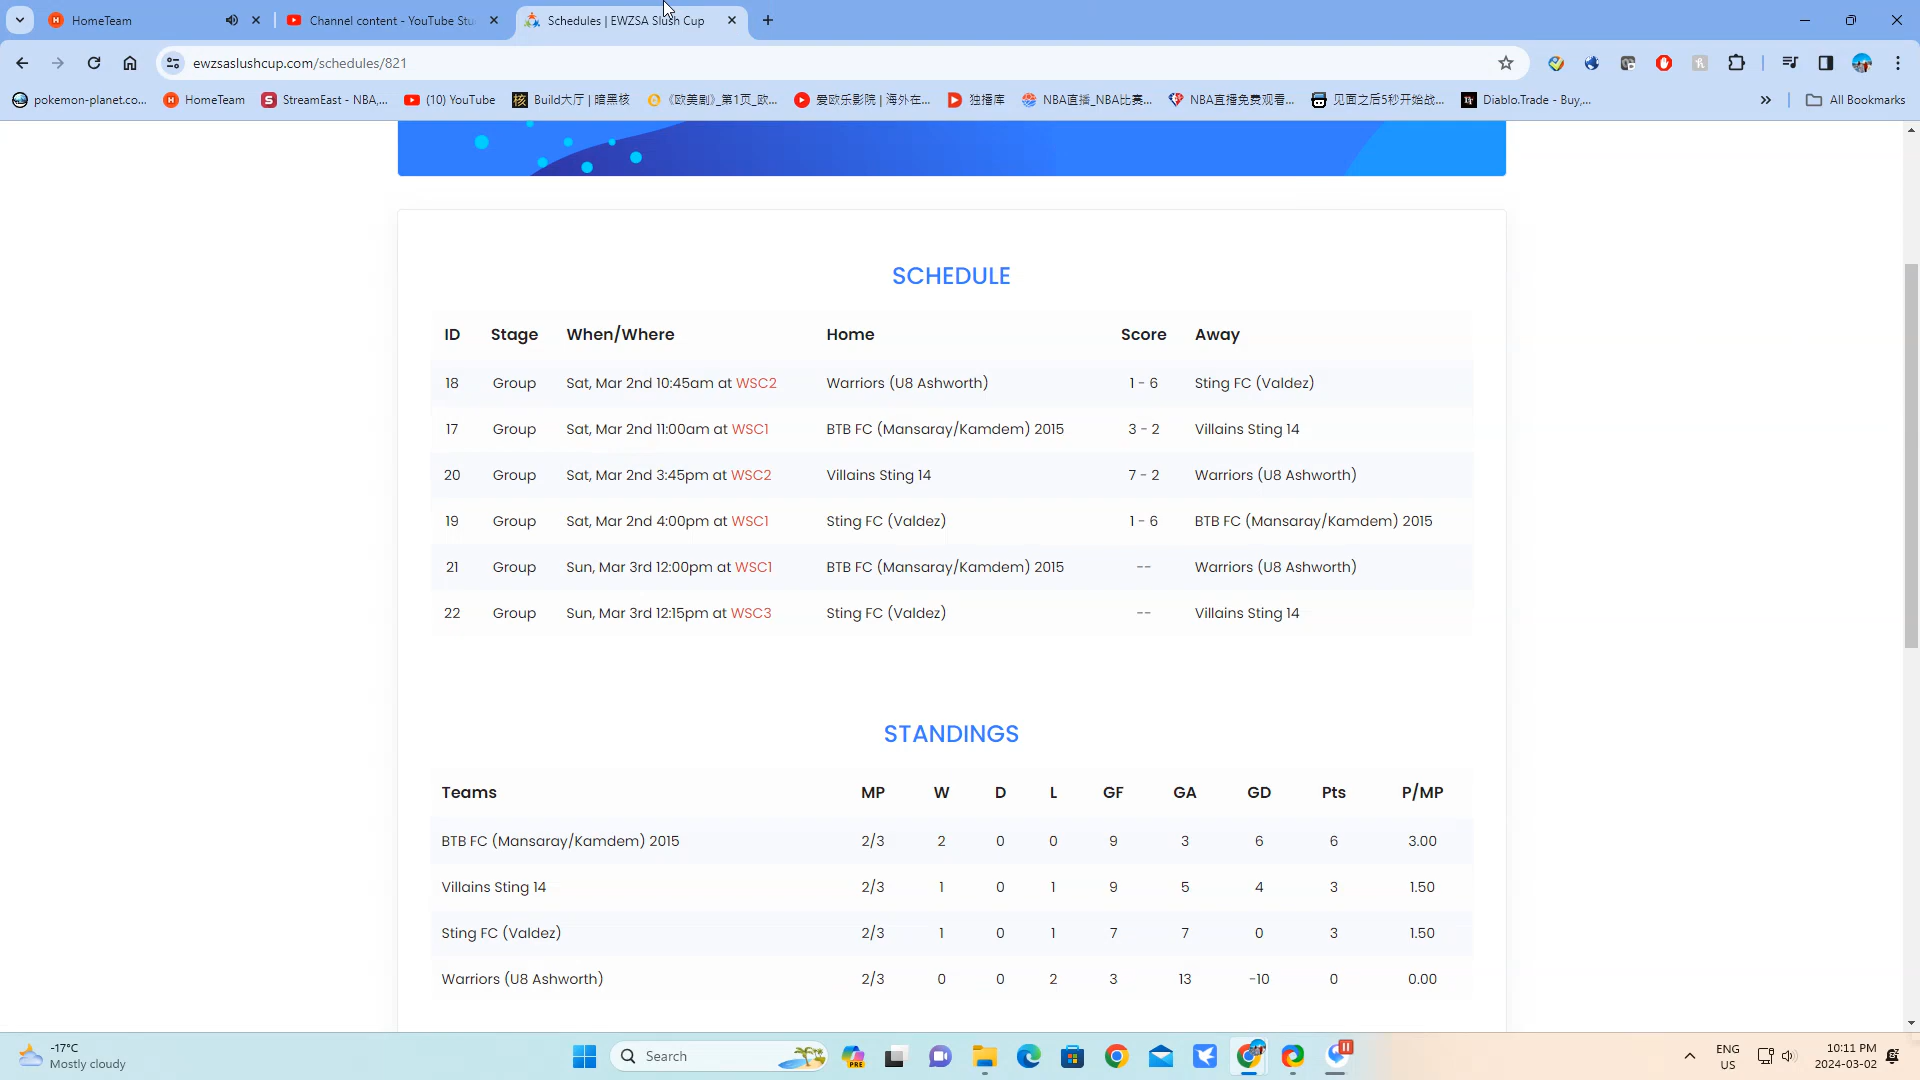 HomeTeam
Channel content - YouTube Stu
Schedules | EWZSA Slush Cup
ewzsaslushcup.com/schedules/821
pokemon-planet.co...
HomeTeam
StreamEast - NBA,...
(10) YouTube
Build大厅 | 暗黑核
《欧美剧》_第1页_欧...
爱欧乐影院 | 海外在...
独播库
NBA直播_NBA比赛...
NBA直播免费观看...
见面之后5秒开始战...
Diablo.Trade - Buy,...
All Bookmarks
SCHEDULE
ID Stage When/Where Home Score Away
18 Group Sat, Mar 2nd 10:45am at WSC2 Warriors (U8 Ashworth) 1 - 6 Sting FC (Valdez)
17 Group Sat, Mar 2nd 11:00am at WSC1 BTB FC (Mansaray/Kamdem) 2015 3 - 2 Villains Sting 14
20 Group Sat, Mar 2nd 3:45pm at WSC2 Villains Sting 14 7 - 2 Warriors (U8 Ashworth)
19 Group Sat, Mar 2nd 4:00pm at WSC1 Sting FC (Valdez) 1 - 6 BTB FC (Mansaray/Kamdem) 2015
21 Group Sun, Mar 3rd 12:00pm at WSC1 BTB FC (Mansaray/Kamdem) 2015 -- Warriors (U8 Ashworth)
22 Group Sun, Mar 3rd 12:15pm at WSC3 Sting FC (Valdez) -- Villains Sting 14
STANDINGS
Teams MP W D L GF GA GD Pts P/MP
BTB FC (Mansaray/Kamdem) 2015 2/3 2 0 0 9 3 6 6 3.00
Villains Sting 14 2/3 1 0 1 9 5 4 3 1.50
Sting FC (Valdez) 2/3 1 0 1 7 7 0 3 1.50
Warriors (U8 Ashworth) 2/3 0 0 2 3 13 -10 0 0.00
-17°C
Mostly cloudy
Search
PRE
ENG
US
10:11 PM
2024-03-02